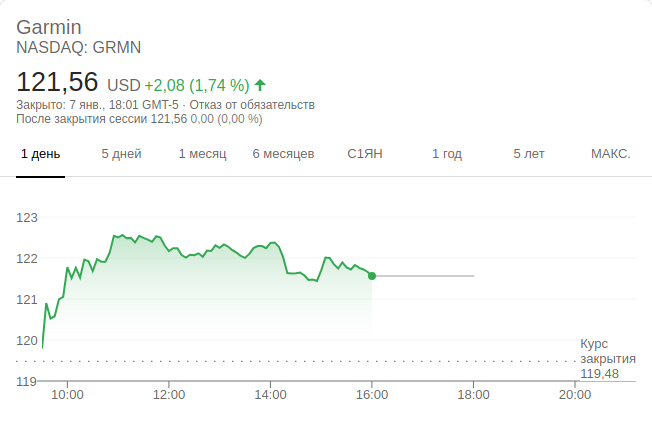 Garmin
NASDAQ: GRMN
121,56 USD +2,08 (1,74 %)
Закрыто: 7 янв., 18:01 GMT-5 · Отказ от обязательств
После закрытия сессии 121,56 0,00 (0,00 %)
1 день 5 дней 1 месяц 6 месяцев С1ЯН 1 год 5 лет МАКС.
123
122
121
120
Курс
закрытия
119,48
119
10:00 12:00 14:00 16:00 18:00 20:00